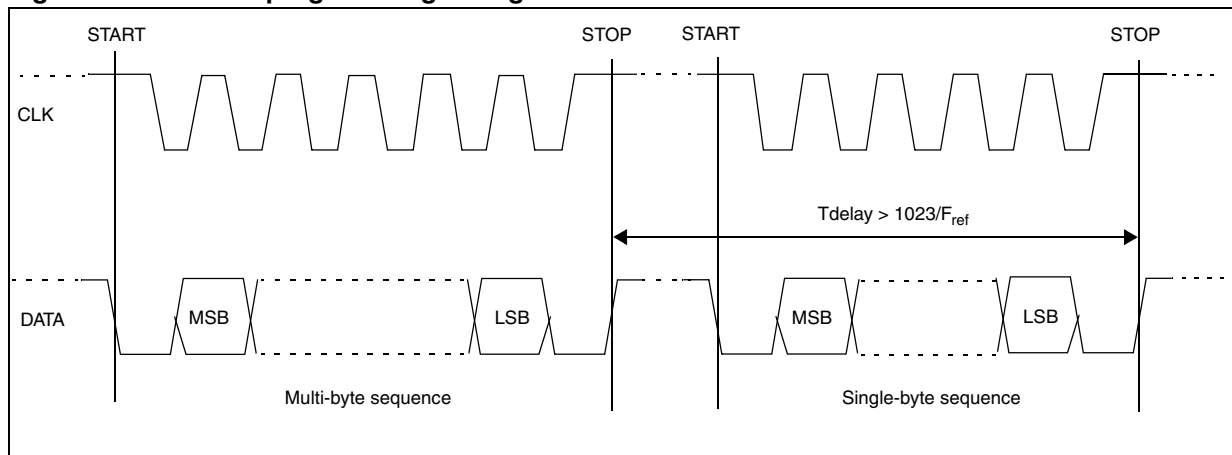 START STOP START STOP
CLK
Tdelay > 1023/Fref
DATA MSB LSB MSB LSB
Multi-byte sequence Single-byte sequence